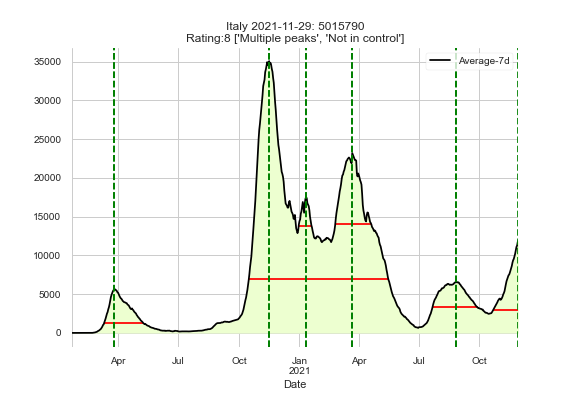 Italy 2021-11-29: 5015790
Rating:8 ['Multiple peaks', 'Not in control']
Average-7d
35000
30000
25000
20000
15000
10000
5000
0
Apr Jul Oct Jan Apr Jul Oct
2021
Date